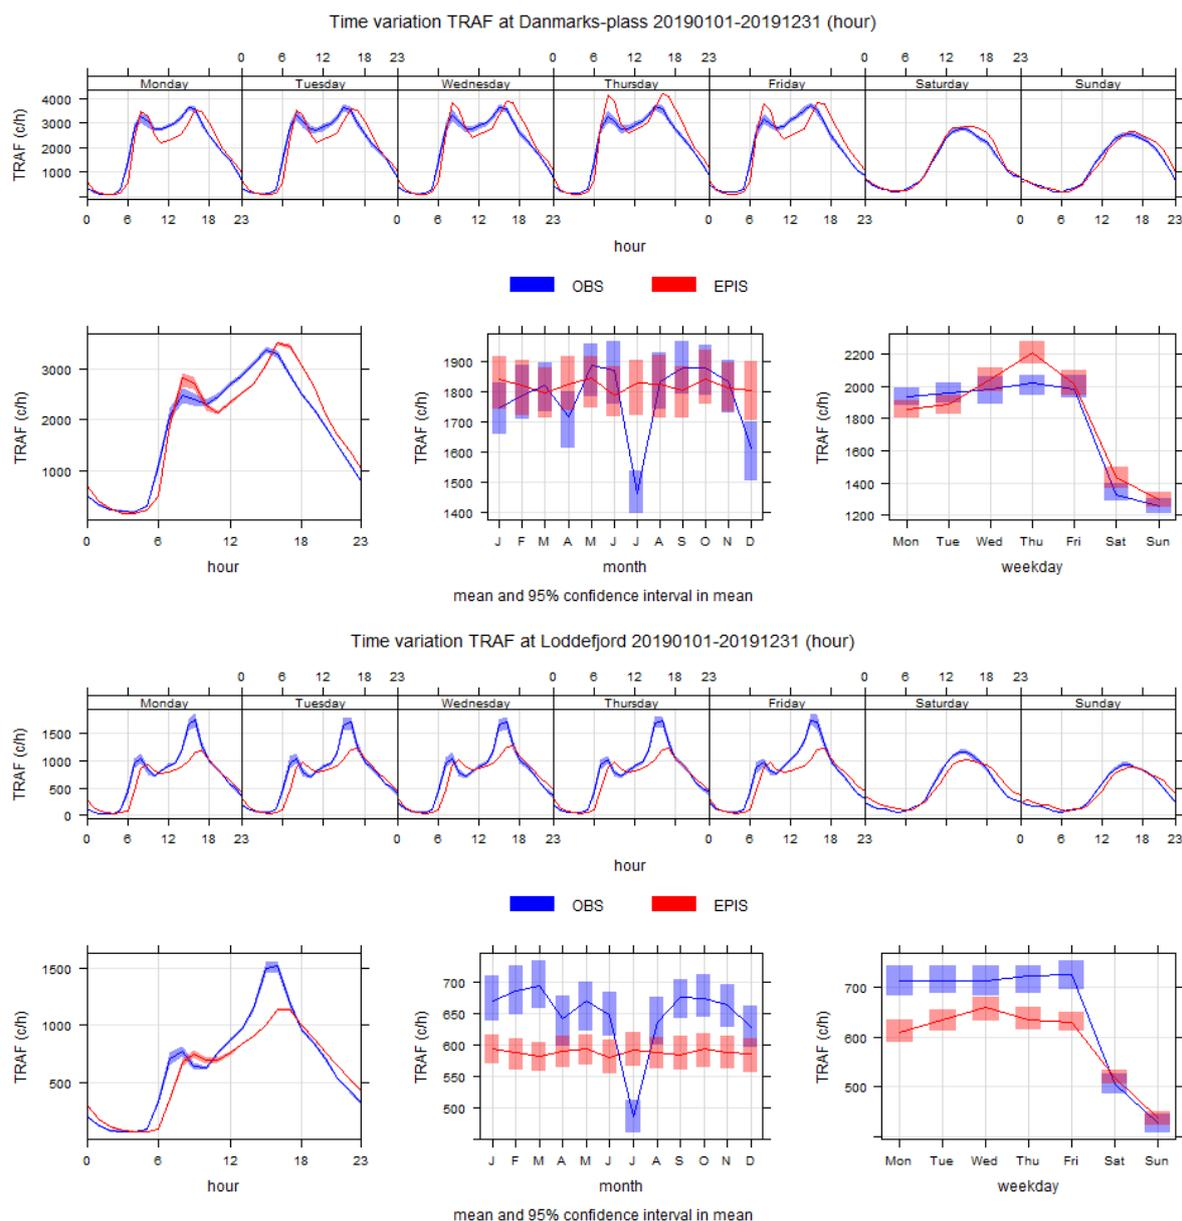 Time variation TRAF at Danmarks-plass 20190101-20191231 (hour)
0 6 12 18 23 0 6 12 18 23 0 6 12 18 23
Monday Tuesday Wednesday Thursday Friday Saturday Sunday
TRAF (c/h)
4000
3000
2000
1000
0 6 12 18 23 0 6 12 18 23 0 6 12 18 23 0 6 12 18 23
hour
OBS EPIS
TRAF (c/h)
3000
2000
1000
0 6 12 18 23
hour
TRAF (c/h)
1900
1800
1700
1600
1500
1400
J F M A M J J A S O N D
month
TRAF (c/h)
2200
2000
1800
1600
1400
1200
Mon Tue Wed Thu Fri Sat Sun
weekday
mean and 95% confidence interval in mean
Time variation TRAF at Loddefjord 20190101-20191231 (hour)
0 6 12 18 23 0 6 12 18 23 0 6 12 18 23
Monday Tuesday Wednesday Thursday Friday Saturday Sunday
TRAF (c/h)
1500
1000
500
0
0 6 12 18 23 0 6 12 18 23 0 6 12 18 23 0 6 12 18 23
hour
OBS EPIS
TRAF (c/h)
1500
1000
500
0 6 12 18 23
hour
TRAF (c/h)
700
650
600
550
500
J F M A M J J A S O N D
month
TRAF (c/h)
700
600
500
Mon Tue Wed Thu Fri Sat Sun
weekday
mean and 95% confidence interval in mean